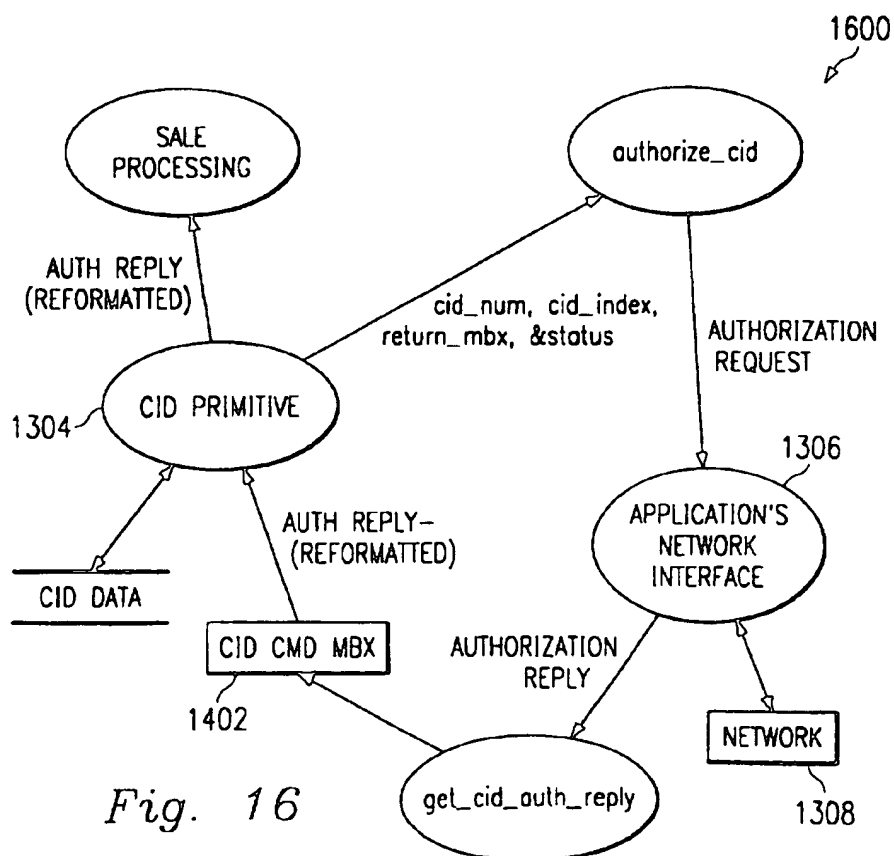 1600
SALE
PROCESSING
authorize_cid
AUTH REPLY
(REFORMATTED)
cid_num, cid_index,
return_mbx, &status
AUTHORIZATION
REQUEST
1304
CID PRIMITIVE
1306
APPLICATION'S
NETWORK
INTERFACE
AUTH REPLY-
(REFORMATTED)
CID DATA
CID CMD MBX
1402
AUTHORIZATION
REPLY
NETWORK
1308
get_cid_auth_reply
Fig. 16